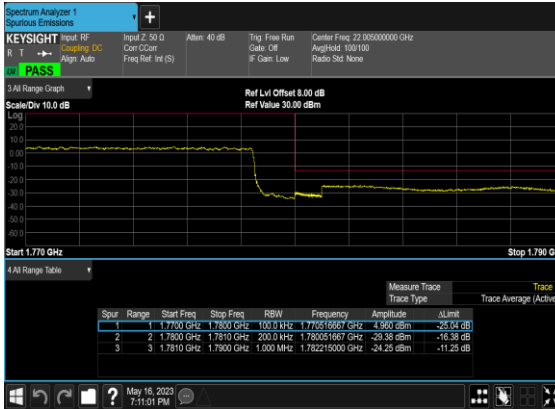 Spectrum Analyzer 1
Spurious Emissions
KEYSIGHT Input: RF Input Z: 50 Ω Atten: 40 dB Trig: Free Run Center Freq: 22.005000000 GHz
R T Coupling: DC Corr CCorr Gate: Off Avg|Hold: 100/100
Align: Auto Freq Ref: Int (S) IF Gain: Low Radio Std: None
PASS
3 All Range Graph
Ref Lvl Offset 8.00 dB
Scale/Div 10.0 dB Ref Value 30.00 dBm
Log
20.0
10.0
0.00
-10.0
-20.0
-30.0
-40.0
-50.0
-60.0
Start 1.770 GHz Stop 1.790 G
4 All Range Table
Measure Trace Trace
Trace Type Trace Average (Active
Spur Range Start Freq Stop Freq RBW Frequency Amplitude ΔLimit
1 1 1.7700 GHz 1.7800 GHz 100.0 kHz 1.770516667 GHz 4.960 dBm -25.04 dB
2 2 1.7800 GHz 1.7810 GHz 200.0 kHz 1.780051667 GHz -29.38 dBm -16.38 dB
3 3 1.7810 GHz 1.7900 GHz 1.000 MHz 1.782215000 GHz -24.25 dBm -11.25 dB
May 16, 2023
7:11:01 PM